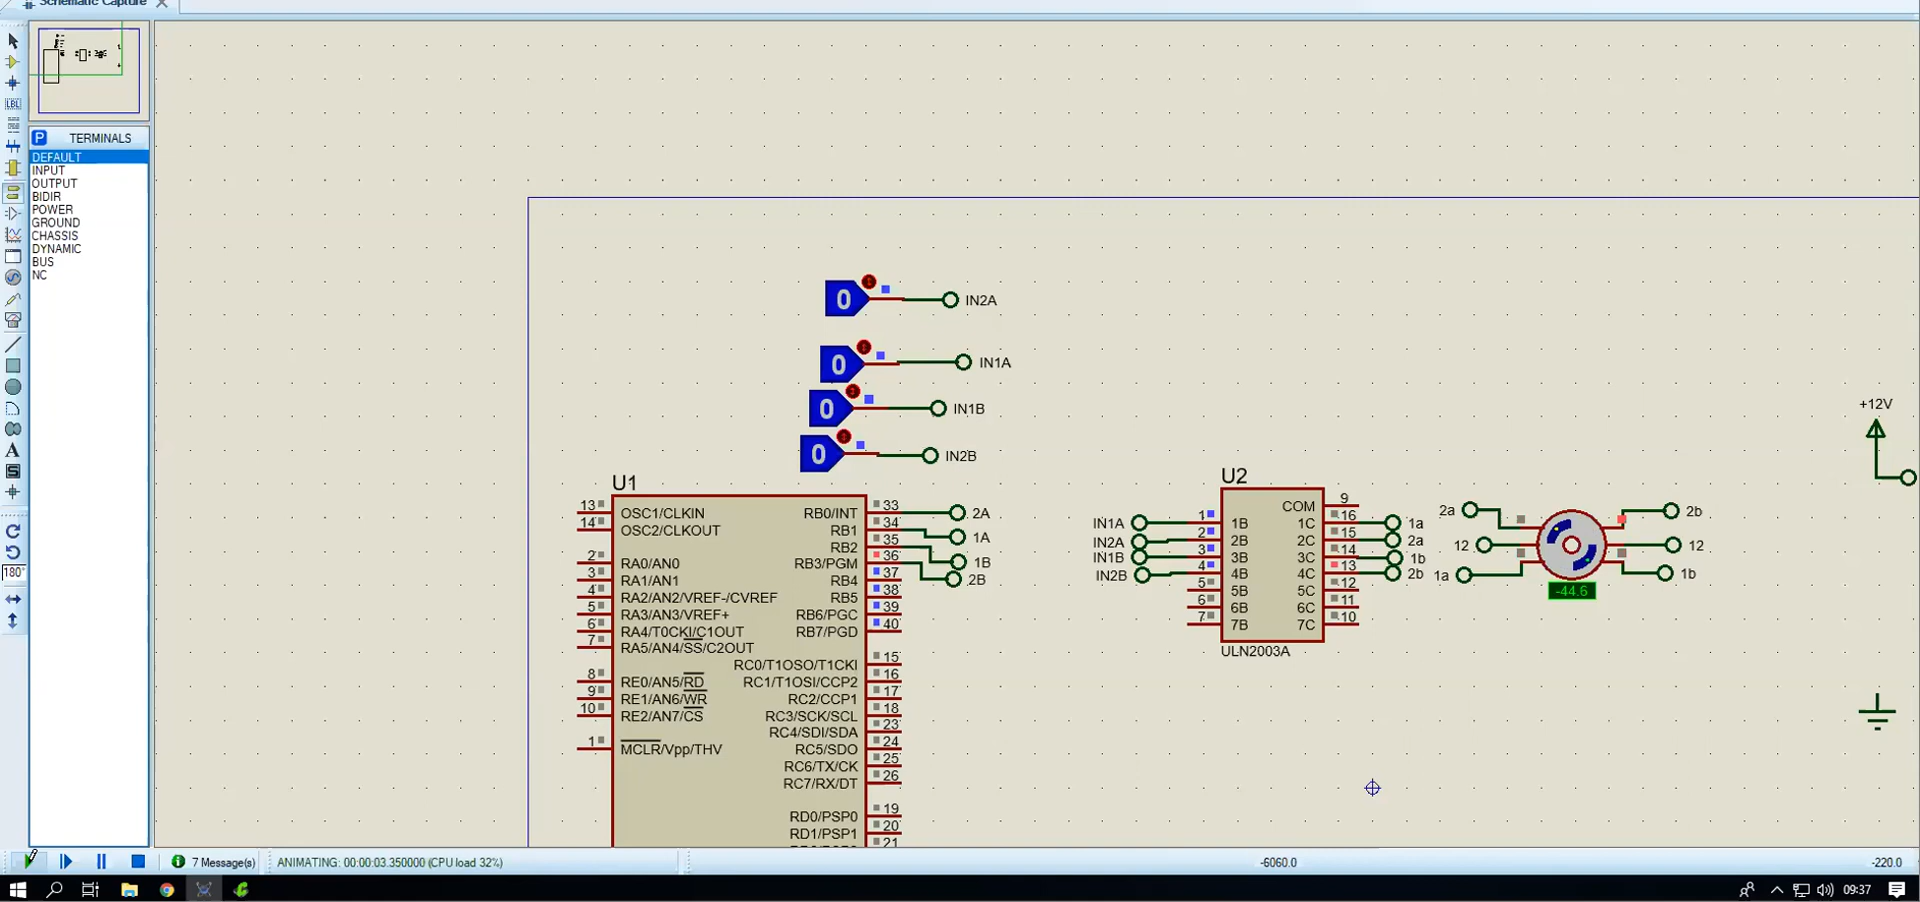 Schematic Capture
P TERMINALS
DEFAULT
INPUT
OUTPUT
BIDIR
POWER
GROUND
CHASSIS
DYNAMIC
BUS
NC
LBL
A
S
180°
0 IN2A
0 IN1A
0 IN1B
0 IN2B
U1
13 OSC1/CLKIN
14 OSC2/CLKOUT
2 RA0/AN0
3 RA1/AN1
4 RA2/AN2/VREF-/CVREF
5 RA3/AN3/VREF+
6 RA4/T0CKI/C1OUT
7 RA5/AN4/SS/C2OUT
8 RE0/AN5/RD
9 RE1/AN6/WR
10 RE2/AN7/CS
1 MCLR/Vpp/THV
RB0/INT 33 2A
RB1 34 1A
RB2 35 1B
RB3/PGM 36 2B
RB4 37
RB5 38
RB6/PGC 39
RB7/PGD 40
RC0/T1OSO/T1CKI 15
RC1/T1OSI/CCP2 16
RC2/CCP1 17
RC3/SCK/SCL 18
RC4/SDI/SDA 23
RC5/SDO 24
RC6/TX/CK 25
RC7/RX/DT 26
RD0/PSP0 19
RD1/PSP1 20
21
U2
COM 9
IN1A 1 1B 1C 16 1a
IN2A 2 2B 2C 15 2a
IN1B 3 3B 3C 14 1b
IN2B 4 4B 4C 13 2b
5 5B 5C 12
6 6B 6C 11
7 7B 7C 10
ULN2003A
2a 2b
12 12
1a 1b
-44.6
+12V
7 Message(s)
ANIMATING: 00:00:03.350000 (CPU load 32%)
-6060.0
-220.0
09:37